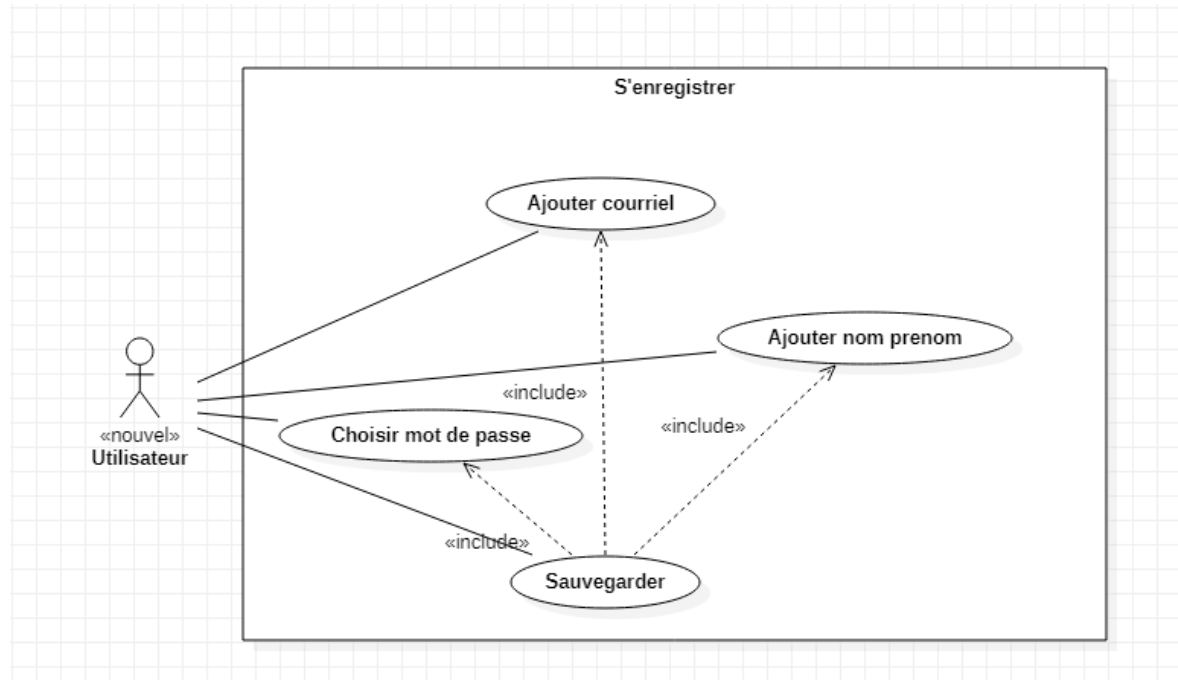 S'enregistrer
Ajouter courriel
Ajouter nom prenom
«include»
«include»
Choisir mot de passe
«nouvel»
Utilisateur
«include»
Sauvegarder